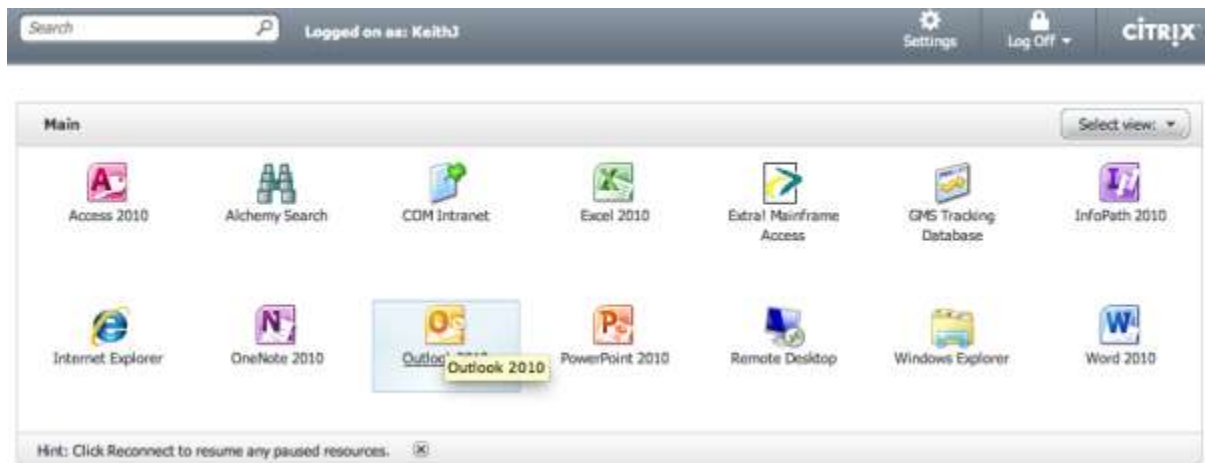 Search
Logged on as: KeithJ
Settings
Log Off
CITRIX
Main
Select view:
Access 2010
Alchemy Search
COM Intranet
Excel 2010
Extra! Mainframe
Access
GMS Tracking
Database
InfoPath 2010
Internet Explorer
OneNote 2010
Outlook 2010
Outlook 2010
PowerPoint 2010
Remote Desktop
Windows Explorer
Word 2010
Hint: Click Reconnect to resume any paused resources.